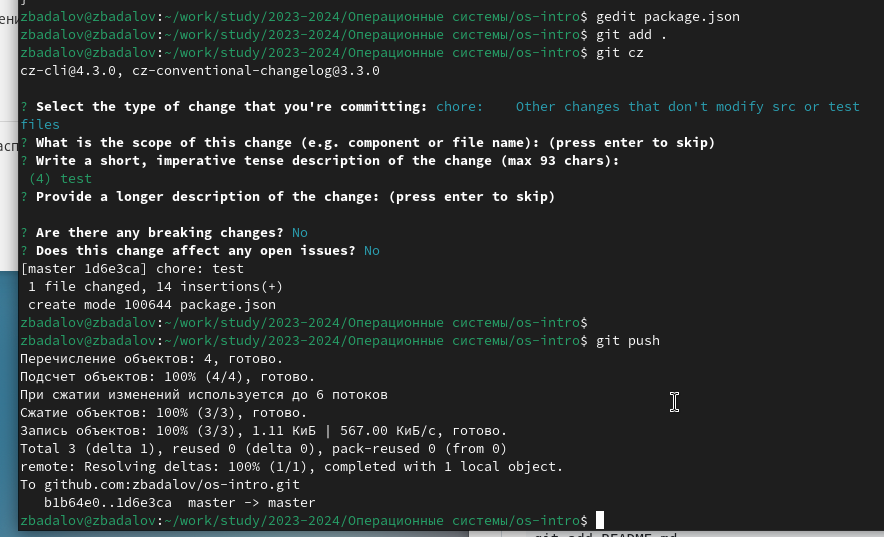 }
zbadalov@zbadalov:~/work/study/2023-2024/Операционные системы/os-intro$ gedit package.json
zbadalov@zbadalov:~/work/study/2023-2024/Операционные системы/os-intro$ git add .
zbadalov@zbadalov:~/work/study/2023-2024/Операционные системы/os-intro$ git cz
cz-cli@4.3.0, cz-conventional-changelog@3.3.0
? Select the type of change that you're committing: chore:    Other changes that don't modify src or test
files
? What is the scope of this change (e.g. component or file name): (press enter to skip)
? Write a short, imperative tense description of the change (max 93 chars):
(4) test
? Provide a longer description of the change: (press enter to skip)
? Are there any breaking changes? No
? Does this change affect any open issues? No
[master 1d6e3ca] chore: test
1 file changed, 14 insertions(+)
create mode 100644 package.json
zbadalov@zbadalov:~/work/study/2023-2024/Операционные системы/os-intro$
zbadalov@zbadalov:~/work/study/2023-2024/Операционные системы/os-intro$ git push
Перечисление объектов: 4, готово.
Подсчет объектов: 100% (4/4), готово.
При сжатии изменений используется до 6 потоков
Сжатие объектов: 100% (3/3), готово.
Запись объектов: 100% (3/3), 1.11 КиБ | 567.00 КиБ/с, готово.
Total 3 (delta 1), reused 0 (delta 0), pack-reused 0 (from 0)
remote: Resolving deltas: 100% (1/1), completed with 1 local object.
To github.com:zbadalov/os-intro.git
b1b64e0..1d6e3ca  master -> master
zbadalov@zbadalov:~/work/study/2023-2024/Операционные системы/os-intro$
git add README.md